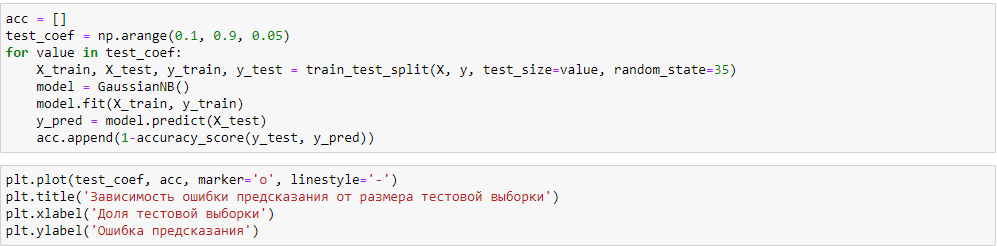 acc = []
test_coef = np.arange(0.1, 0.9, 0.05)
for value in test_coef:
    X_train, X_test, y_train, y_test = train_test_split(X, y, test_size=value, random_state=35)
    model = GaussianNB()
    model.fit(X_train, y_train)
    y_pred = model.predict(X_test)
    acc.append(1-accuracy_score(y_test, y_pred))
plt.plot(test_coef, acc, marker='o', linestyle='-')
plt.title('Зависимость ошибки предсказания от размера тестовой выборки')
plt.xlabel('Доля тестовой выборки')
plt.ylabel('Ошибка предсказания')